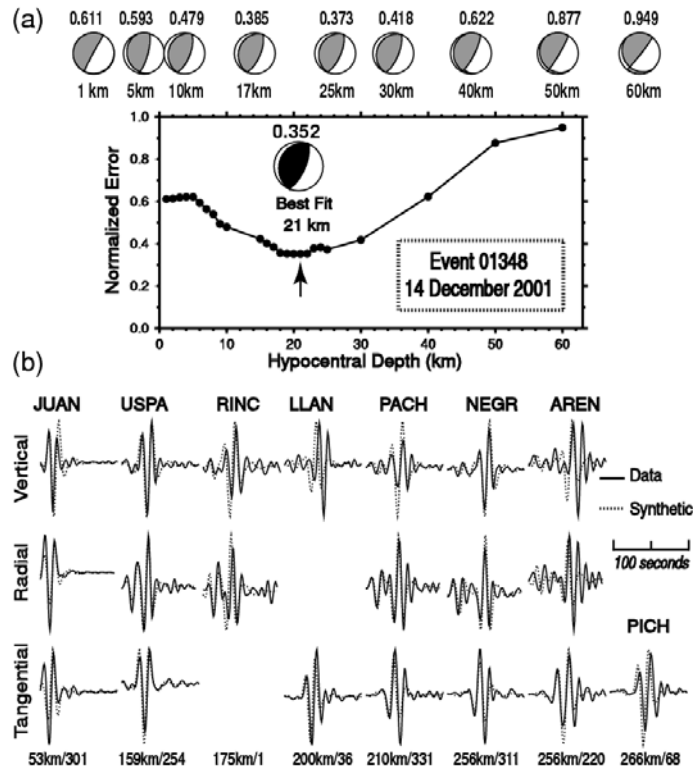 (a)
0.611 0.593 0.479 0.385 0.373 0.418 0.622 0.877 0.949
1 km 5km 10km 17km 25km 30km 40km 50km 60km
1.0
0.8
0.6
0.4
0.2
0.0
Normalized Error
0.352
Best Fit
21 km
Event 01348
14 December 2001
0 10 20 30 40 50 60
Hypocentral Depth (km)
(b)
JUAN USPA RINC LLAN PACH NEGR AREN
Vertical
Data
Synthetic
100 seconds
Radial
PICH
Tangential
53km/301 159km/254 175km/1 200km/36 210km/331 256km/311 256km/220 266km/68